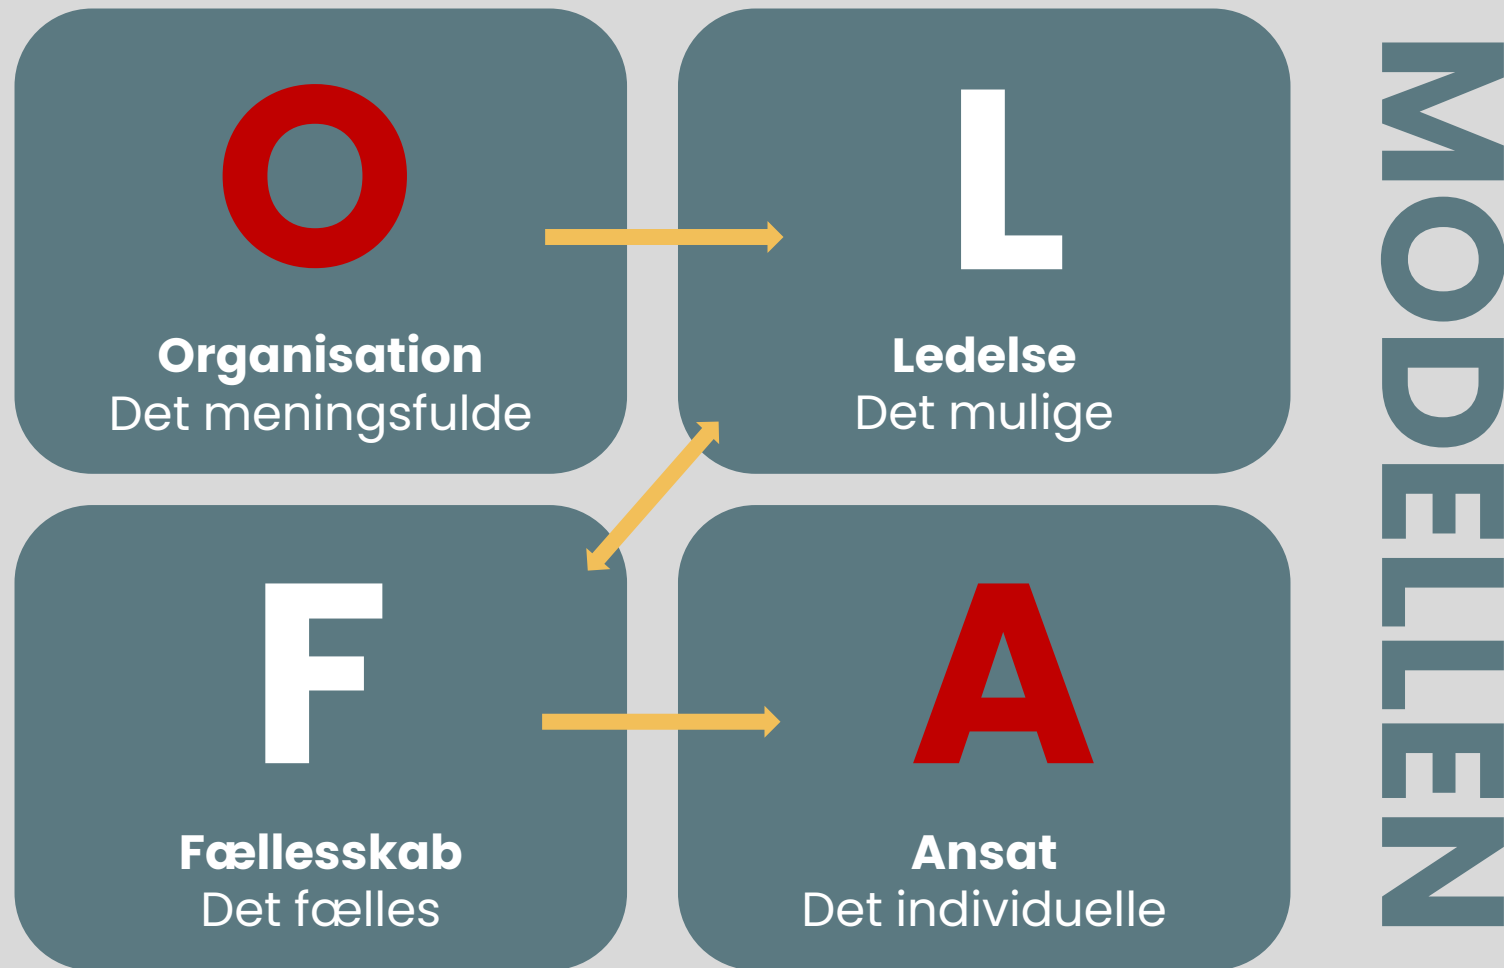 O
Organisation
Det meningsfulde
L
Ledelse
Det mulige
F
Fællesskab
Det fælles
A
Ansat
Det individuelle
MODELLEN